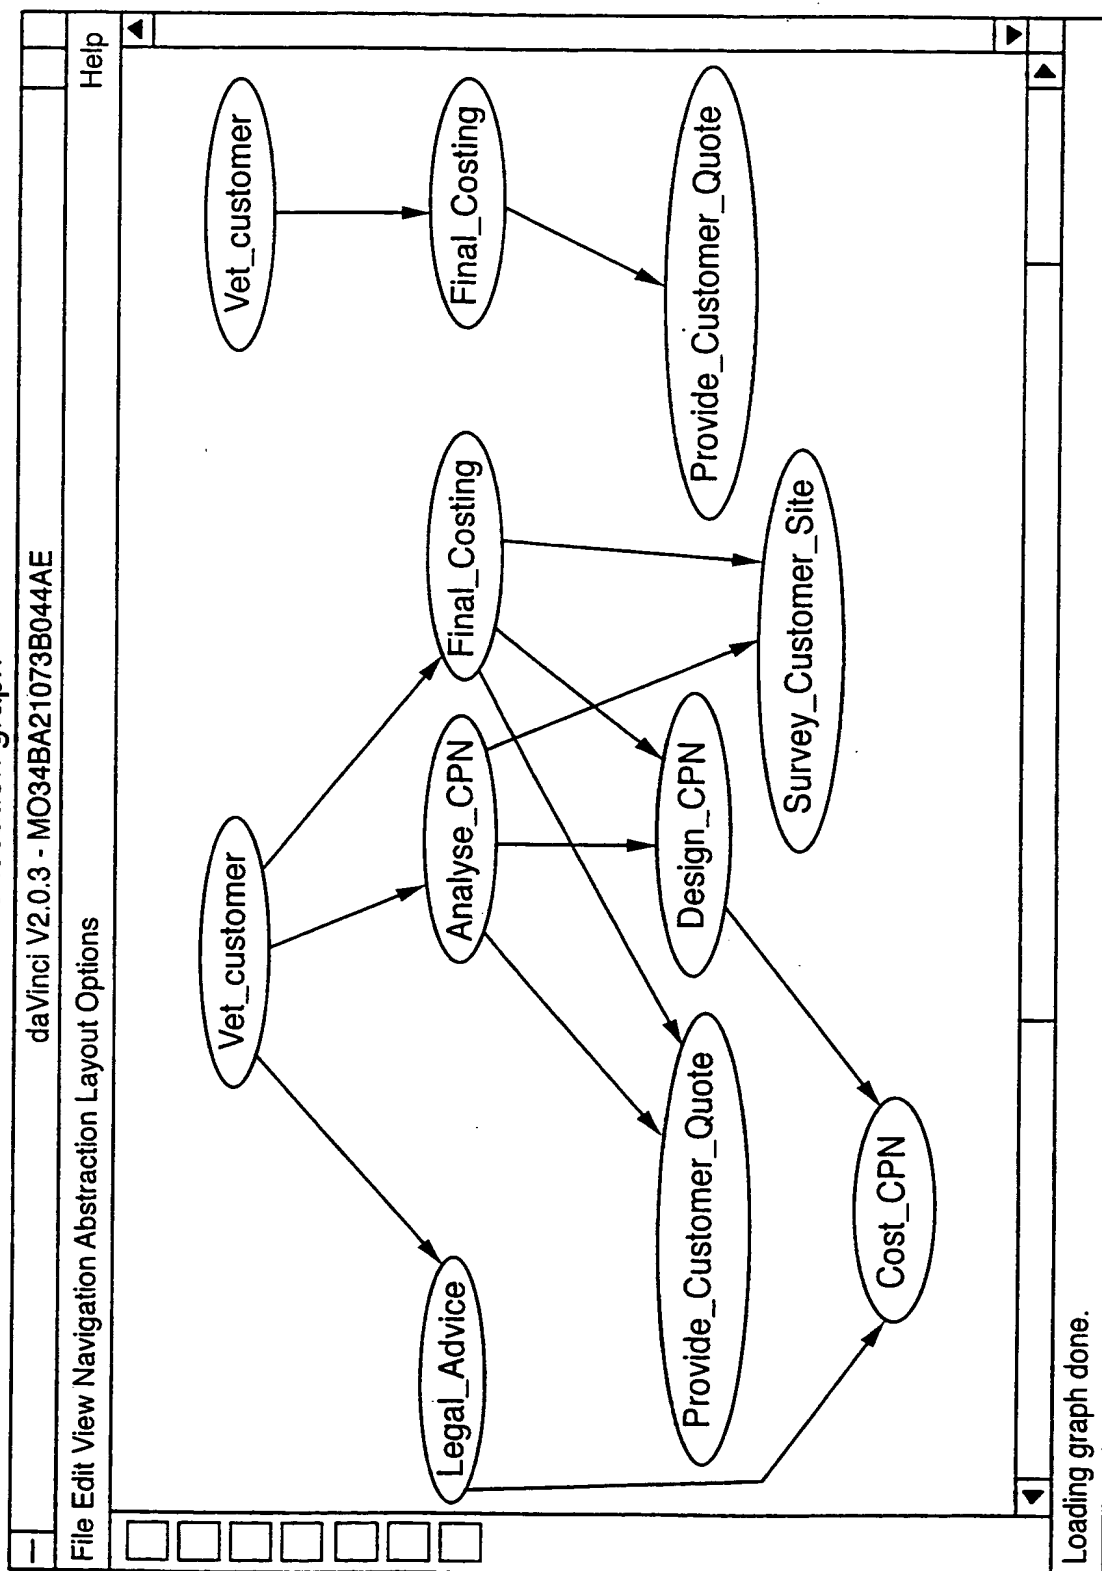 daVinci V2.0.3 - MO34BA21073B044AE
File Edit View Navigation Abstraction Layout Options Help
Vet_customer
Vet_customer
Legal_Advice
Analyse_CPN
Final_Costing
Final_Costing
Provide_Customer_Quote
Design_CPN
Provide_Customer_Quote
Survey_Customer_Site
Cost_CPN
Loading graph done.